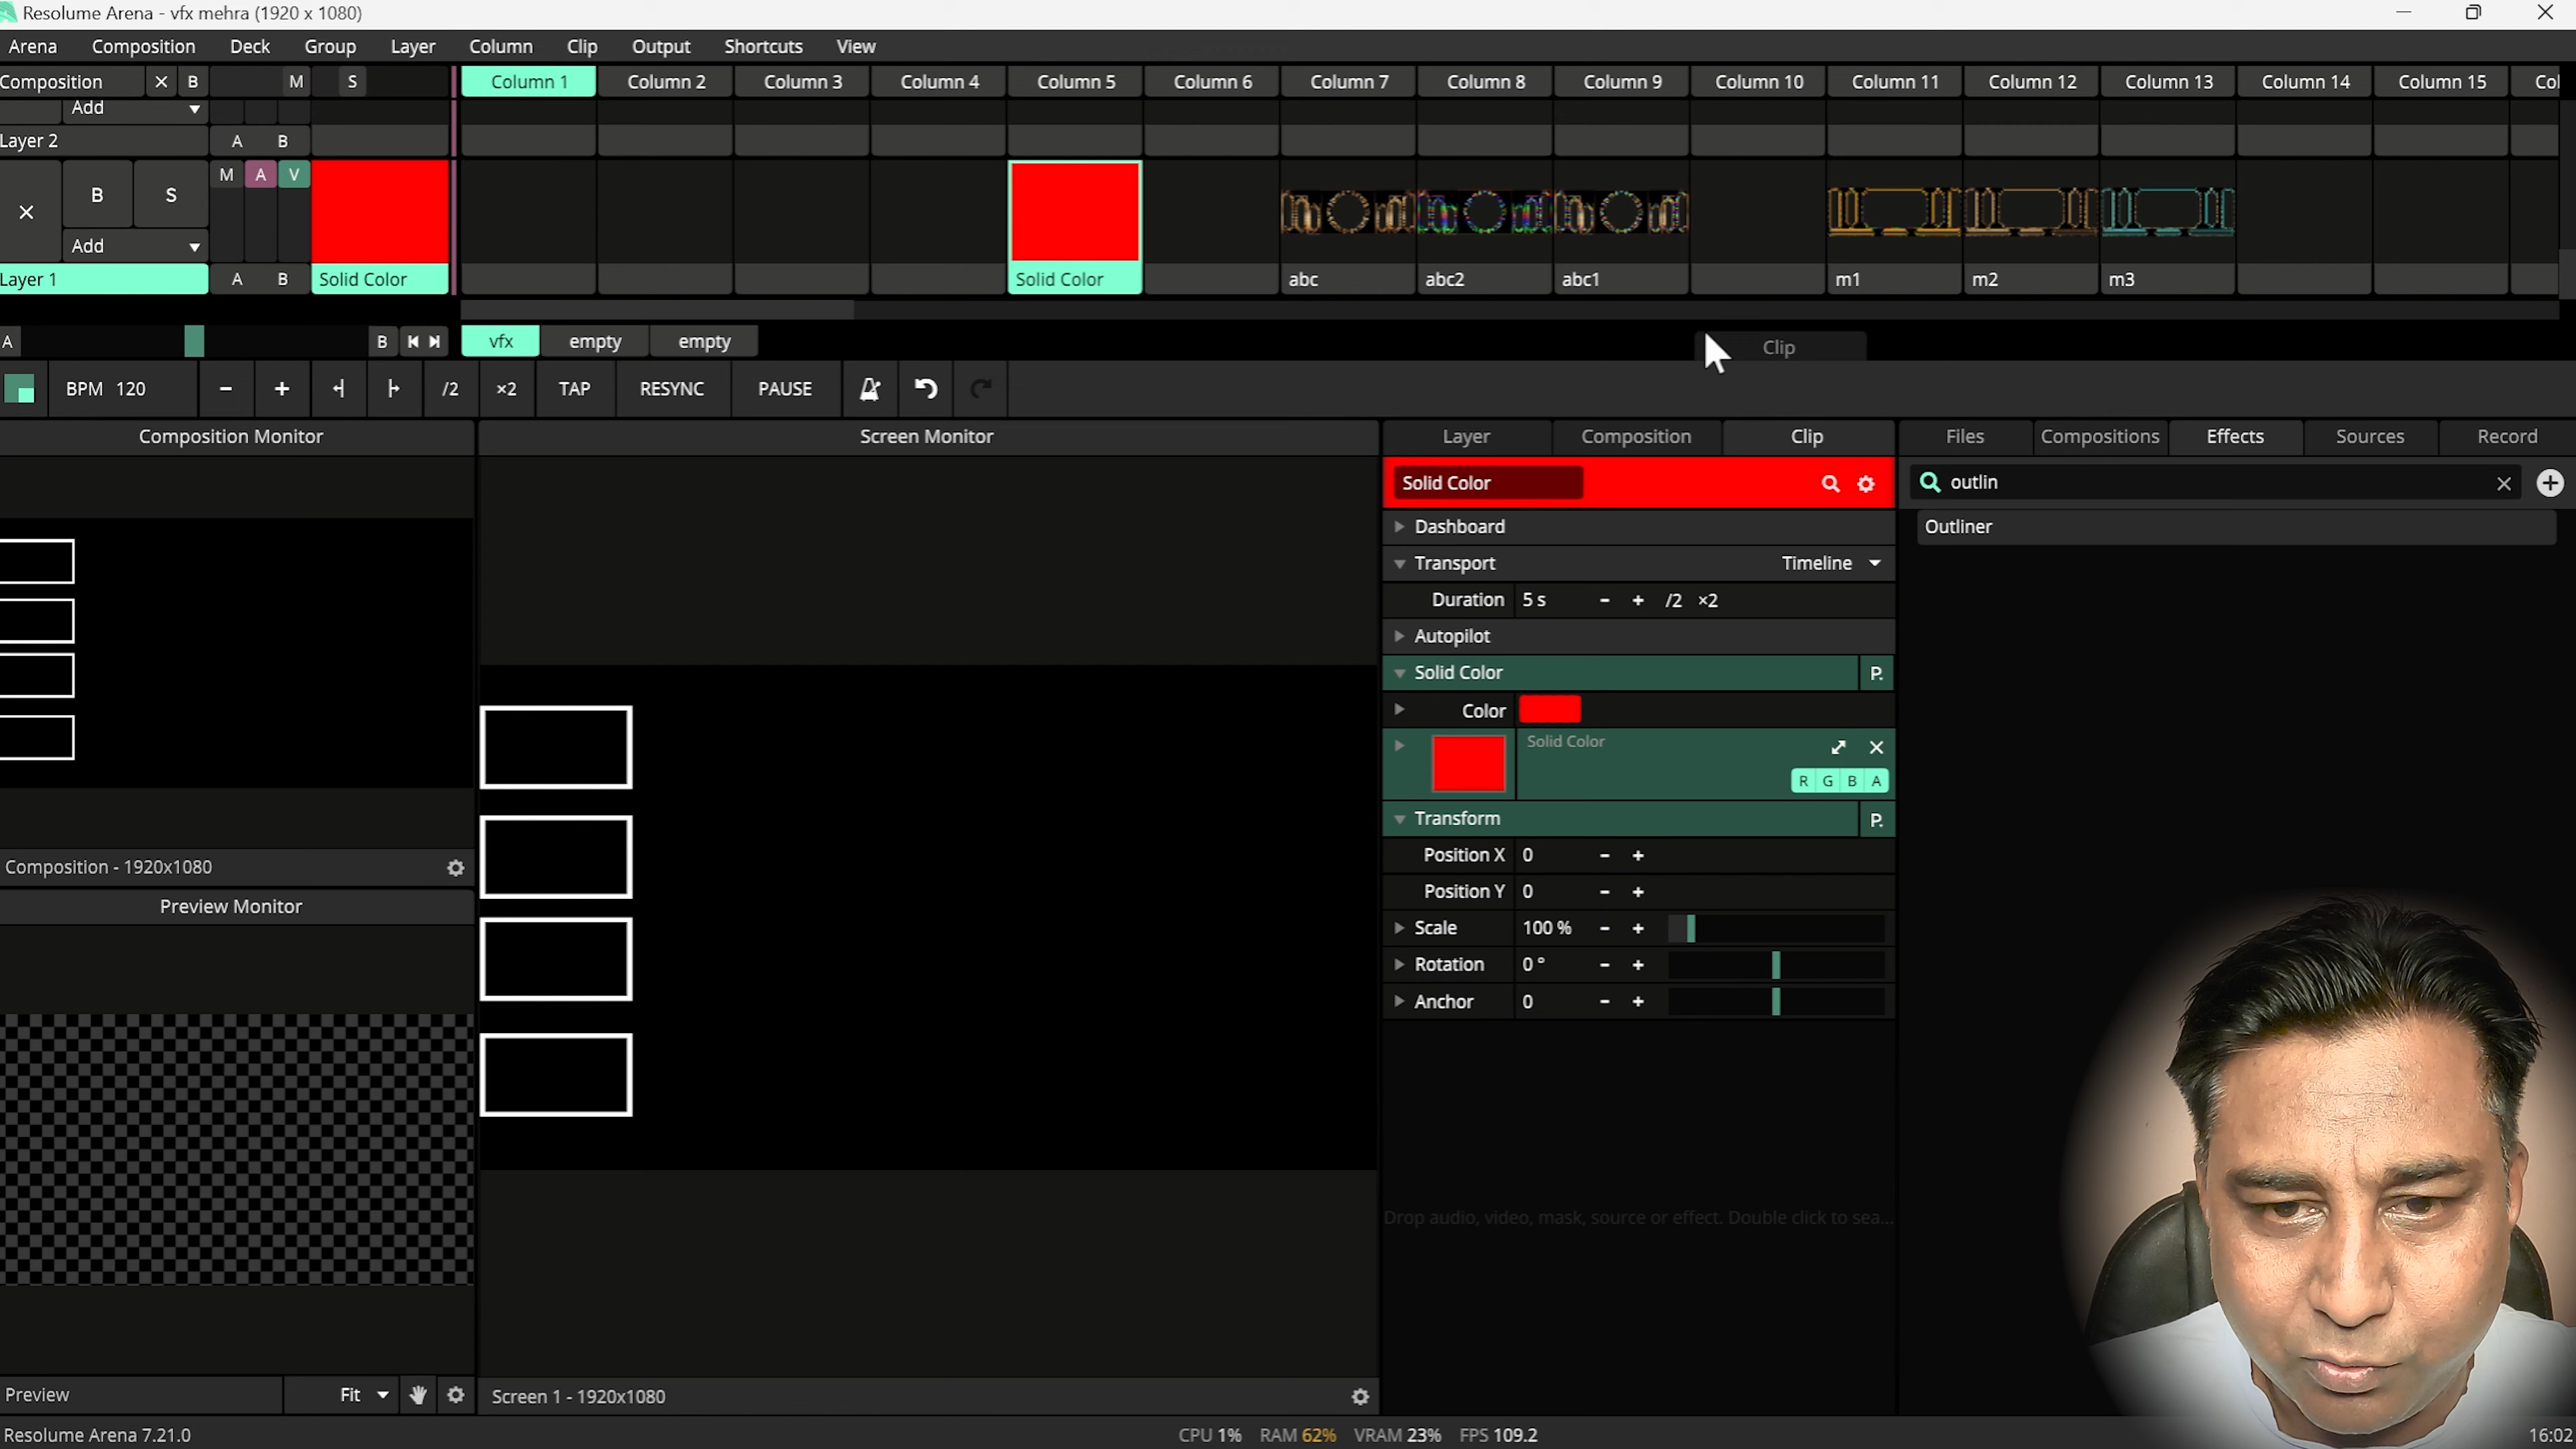 Resolume Arena - vfx mehra (1920 x 1080)
Arena Composition Deck Group Layer Column Clip Output Shortcuts View
Composition × B M S Column 1 Column 2 Column 3 Column 4 Column 5 Column 6 Column 7 Column 8 Column 9 Column 10 Column 11 Column 12 Column 13 Column 14 Column 15
Add
Layer 2 A B
B S M A V
Add
Layer 1 A B Solid Color Solid Color abc abc2 abc1 m1 m2 m3
A B vfx empty empty Clip
BPM 120 - + /2 ×2 TAP RESYNC PAUSE
Composition Monitor Screen Monitor Layer Composition Clip Files Compositions Effects Sources Record
Solid Color outlin
Dashboard Outliner
Transport Timeline
Duration 5 s - + /2 ×2
Autopilot
Solid Color P.
Color
Solid Color
R G B A
Transform P.
Position X 0 - +
Position Y 0 - +
Scale 100 % - +
Rotation 0 ° - +
Anchor 0 - +
Composition - 1920x1080
Preview Monitor
Drop audio, video, mask, source or effect. Double click to sea...
Preview Fit Screen 1 - 1920x1080
Resolume Arena 7.21.0 CPU 1% RAM 62% VRAM 23% FPS 109.2 16:02